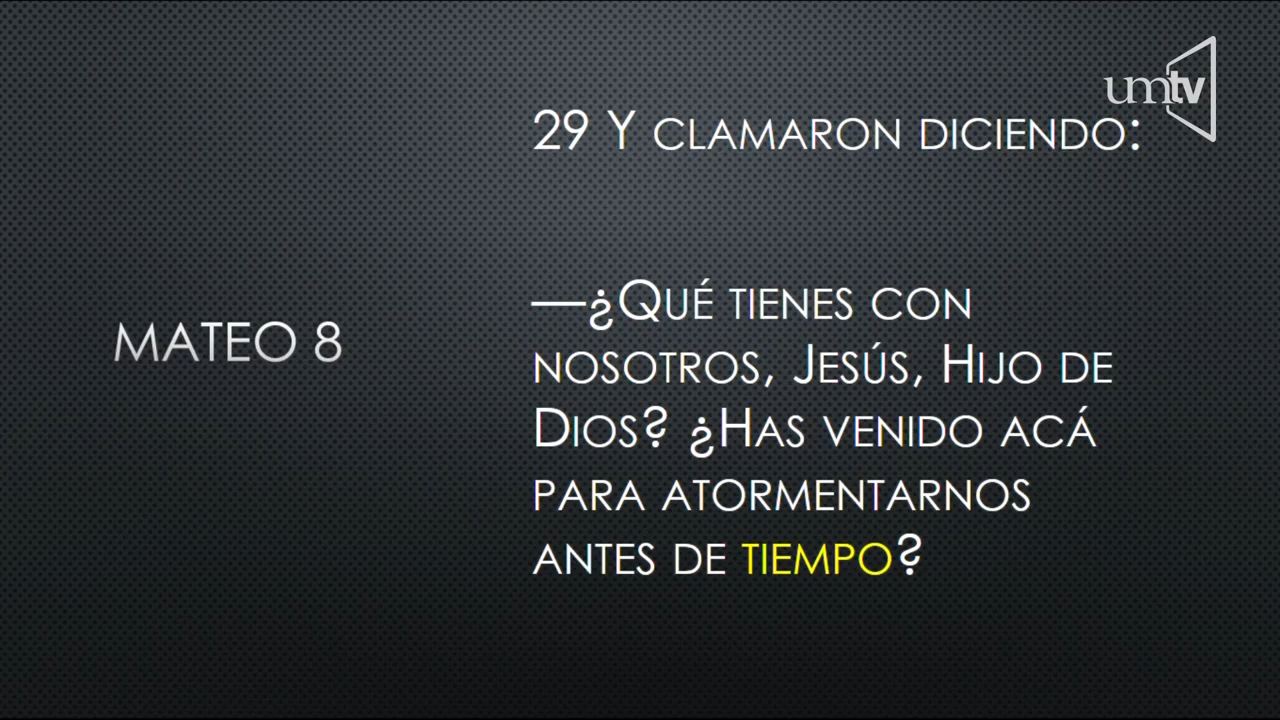 umtv
29 Y CLAMARON DICIENDO:
MATEO 8
—¿QUÉ TIENES CON
NOSOTROS, JESÚS, HIJO DE
DIOS? ¿HAS VENIDO ACÁ
PARA ATORMENTARNOS
ANTES DE TIEMPO?